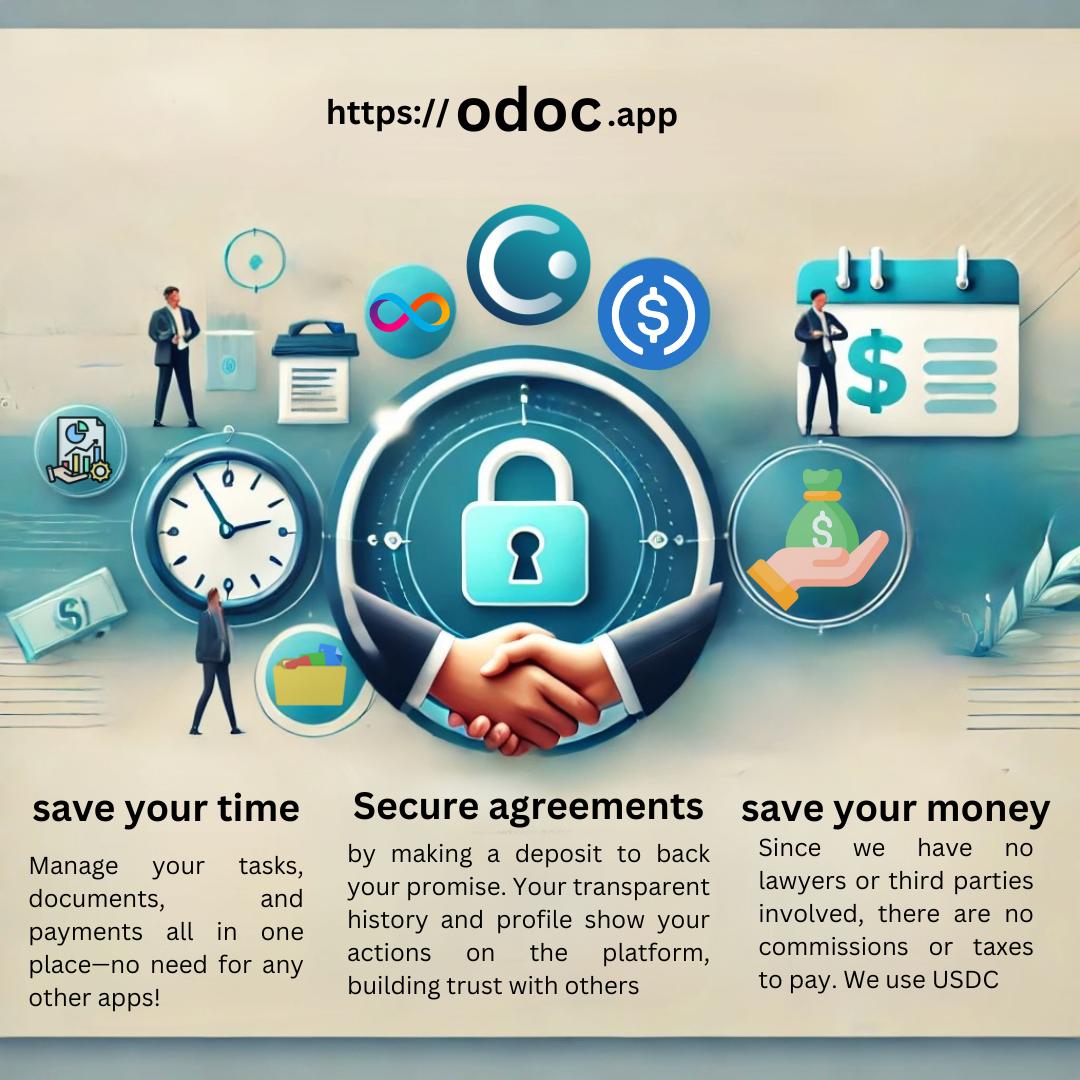 https:// odoc .app
save your time
Manage your tasks,
documents, and
payments all in one
place—no need for any
other apps!
Secure agreements
by making a deposit to back
your promise. Your transparent
history and profile show your
actions on the platform,
building trust with others
save your money
Since we have no
lawyers or third parties
involved, there are no
commissions or taxes
to pay. We use USDC